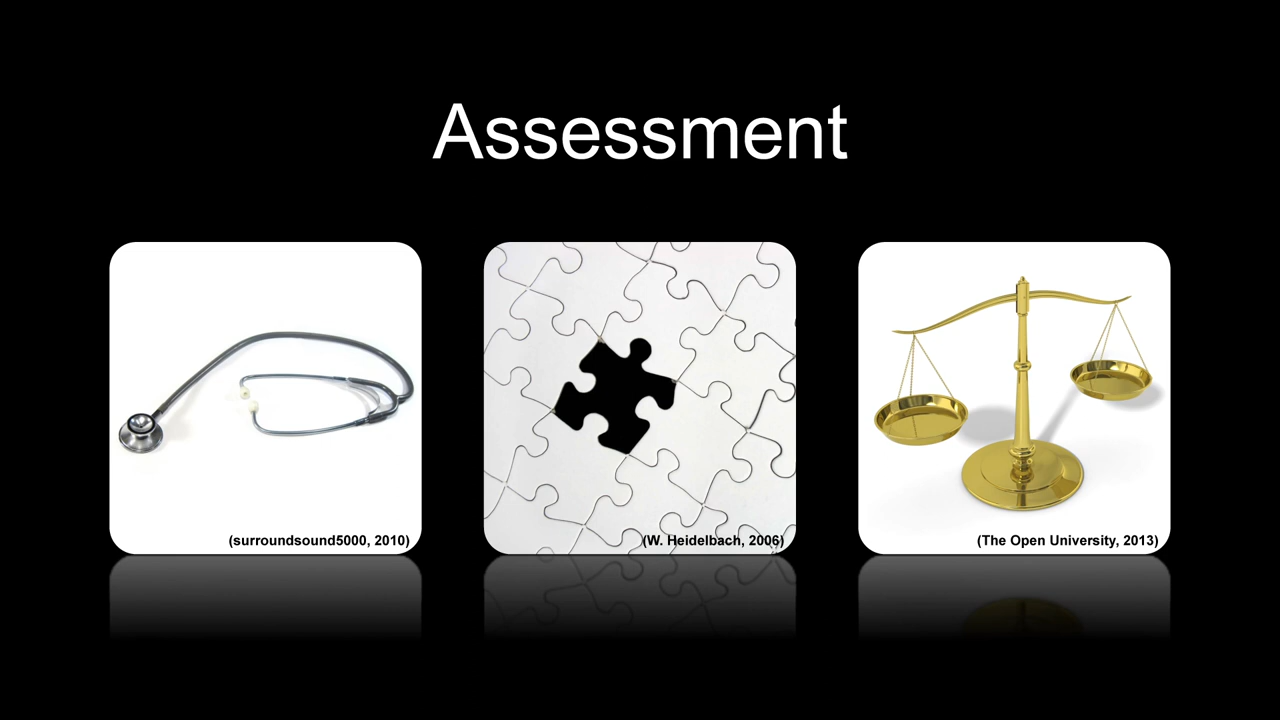 Assessment
(surroundsound5000, 2010)
(W. Heidelbach, 2006)
(The Open University, 2013)